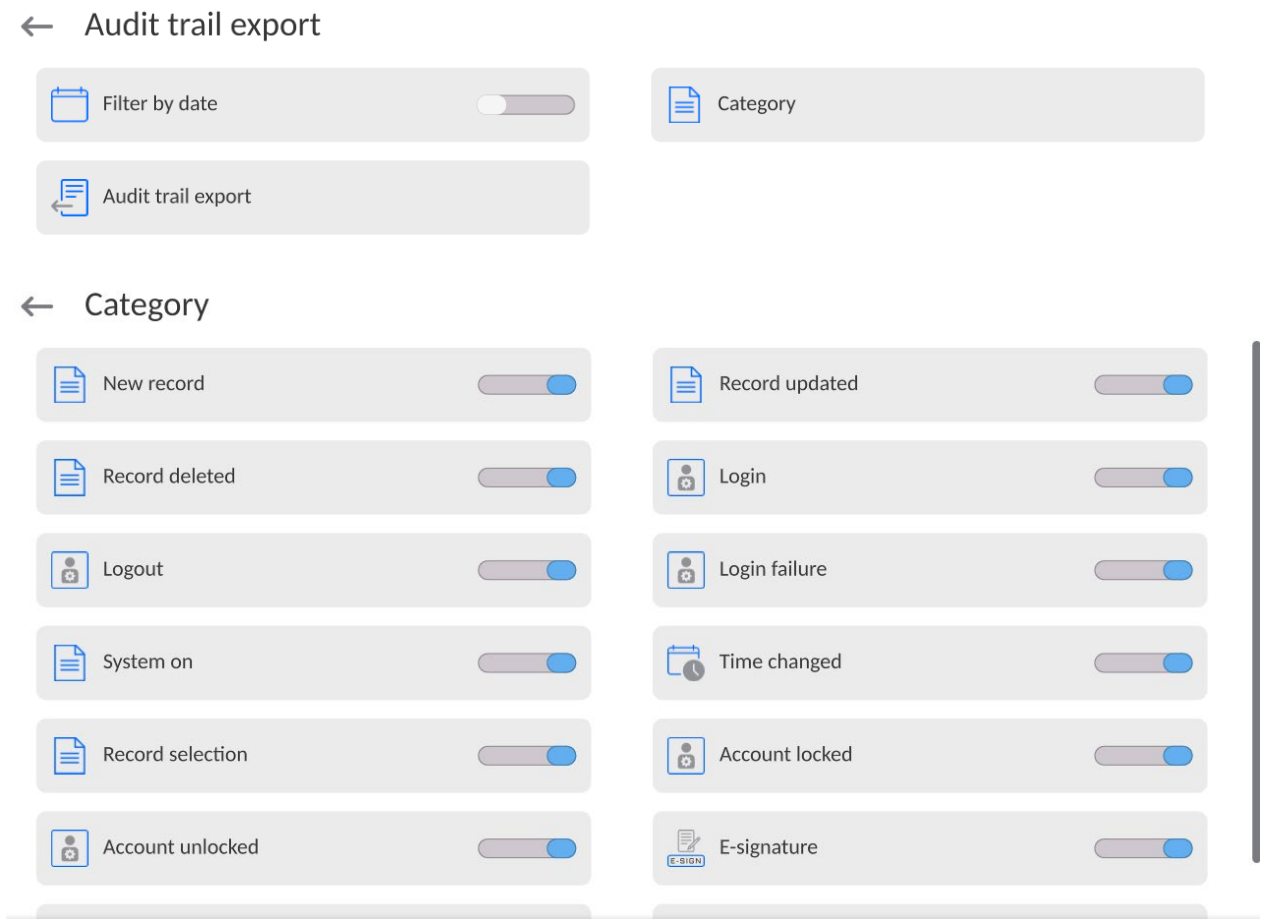 Audit trail export
Filter by date
Category
Audit trail export
Category
New record
Record updated
Record deleted
Login
Logout
Login failure
System on
Time changed
Record selection
Account locked
Account unlocked
E-signature
E-SIGN